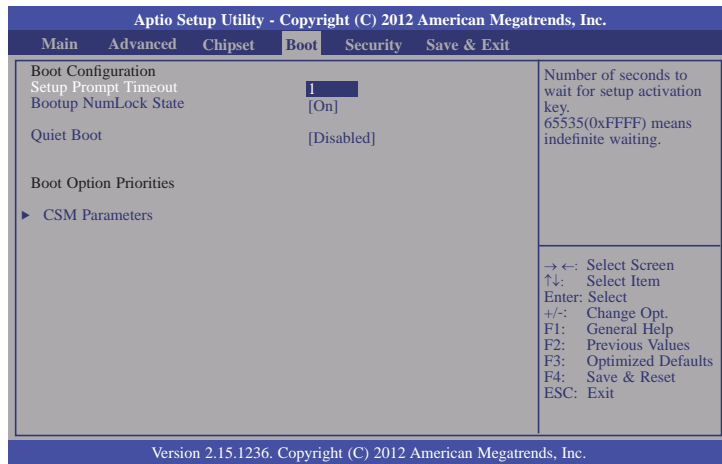 Aptio Setup Utility - Copyright (C) 2012 American Megatrends, Inc.
Main Advanced Chipset Boot Security Save & Exit
Boot Configuration
Setup Prompt Timeout 1
Bootup NumLock State [On]
Quiet Boot [Disabled]
Boot Option Priorities
▶ CSM Parameters
Number of seconds to
wait for setup activation
key.
65535(0xFFFF) means
indefinite waiting.
→←: Select Screen
↑↓: Select Item
Enter: Select
+/-: Change Opt.
F1: General Help
F2: Previous Values
F3: Optimized Defaults
F4: Save & Reset
ESC: Exit
Version 2.15.1236. Copyright (C) 2012 American Megatrends, Inc.